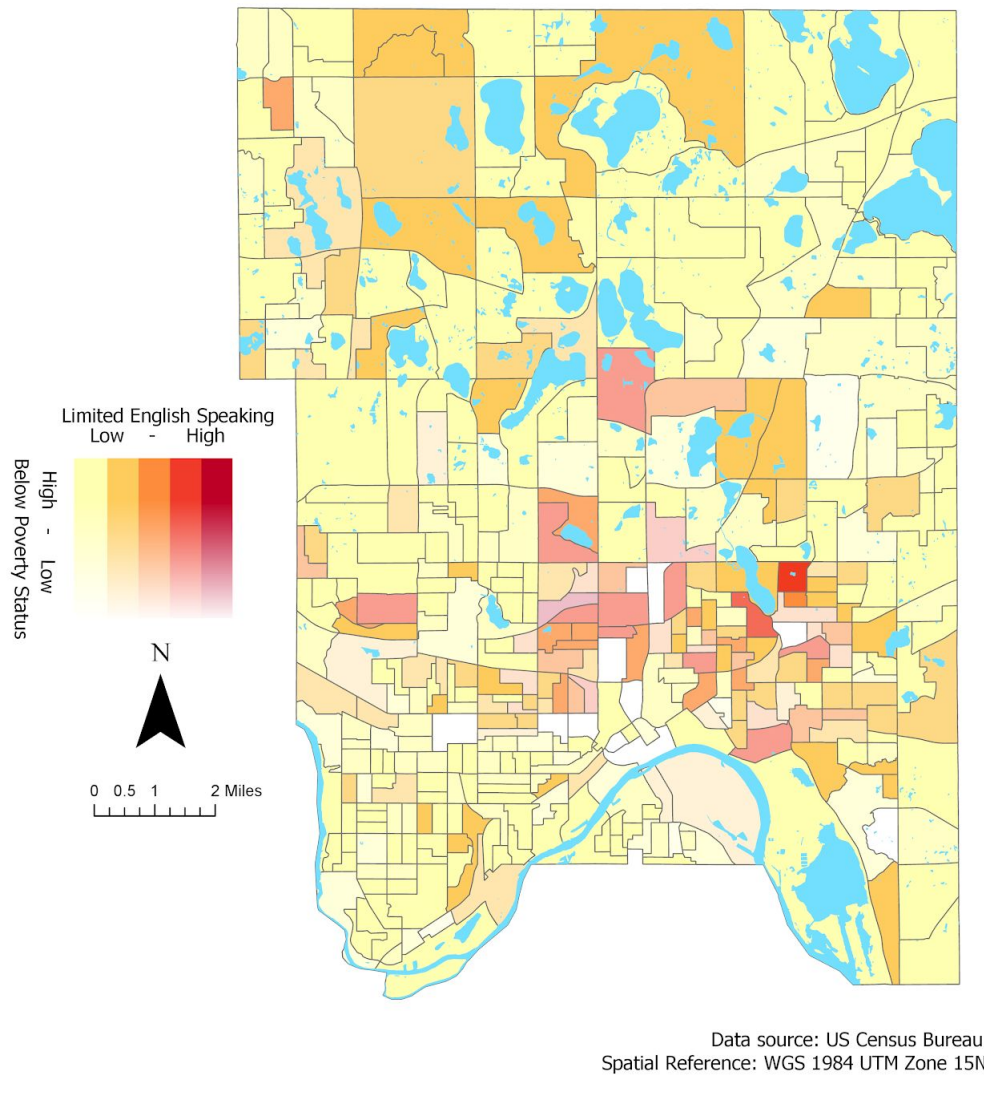 Limited English Speaking
Low - High
High - Low
Below Poverty Status
N
0 0.5 1 2 Miles
Data source: US Census Bureau
Spatial Reference: WGS 1984 UTM Zone 15N